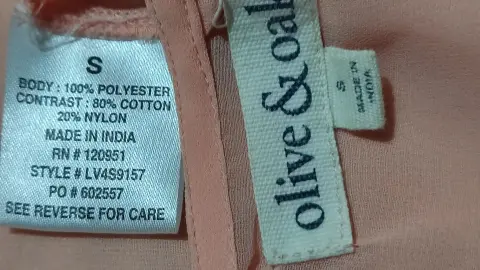 S
BODY : 100% POLYESTER
CONTRAST : 80% COTTON
20% NYLON
MADE IN INDIA
RN # 120951
STYLE # LV4S9157
PO # 602557
SEE REVERSE FOR CARE
olive & oak
S
MADE IN
INDIA